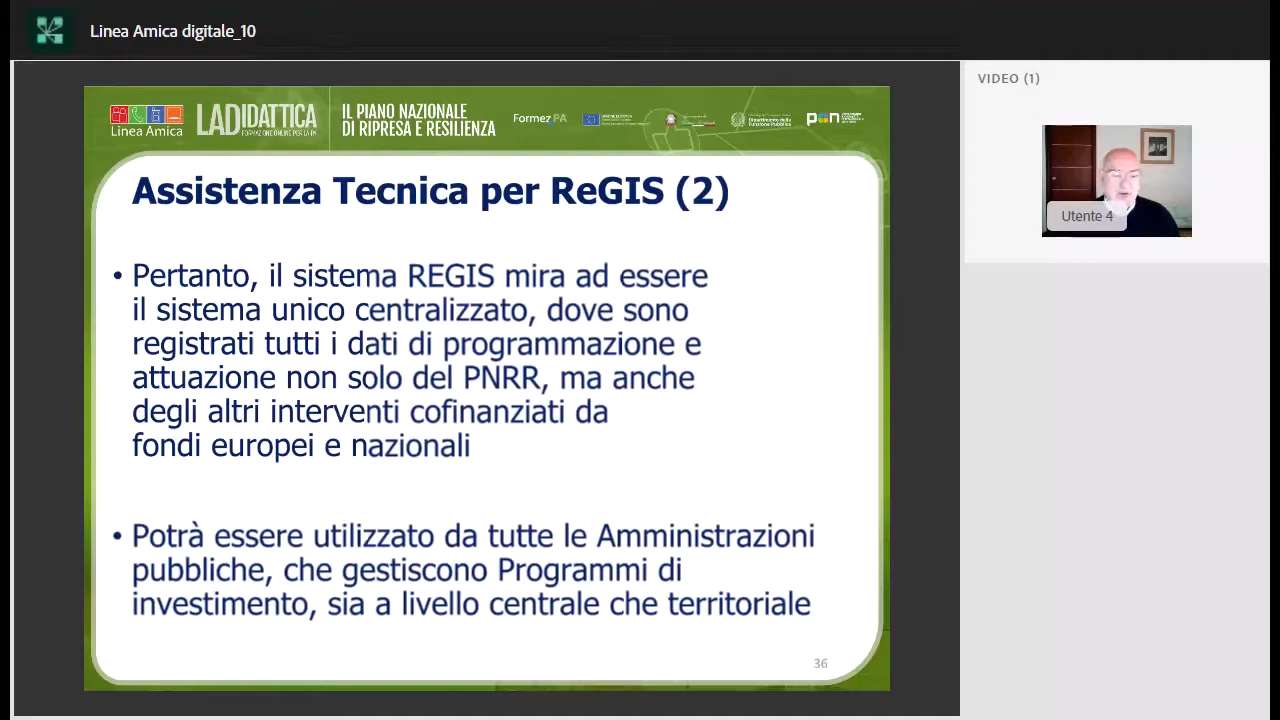 Linea Amica digitale_10
VIDEO (1)
Linea Amica
LADIDATTICA
FORMAZIONE ONLINE PER LA PA
IL PIANO NAZIONALE
DI RIPRESA E RESILIENZA
FormezPA
UNIONE EUROPEA
Dipartimento della
Funzione Pubblica
pon
Utente 4
Assistenza Tecnica per ReGIS (2)
• Pertanto, il sistema REGIS mira ad essere
il sistema unico centralizzato, dove sono
registrati tutti i dati di programmazione e
attuazione non solo del PNRR, ma anche
degli altri interventi cofinanziati da
fondi europei e nazionali
• Potrà essere utilizzato da tutte le Amministrazioni
pubbliche, che gestiscono Programmi di
investimento, sia a livello centrale che territoriale
36